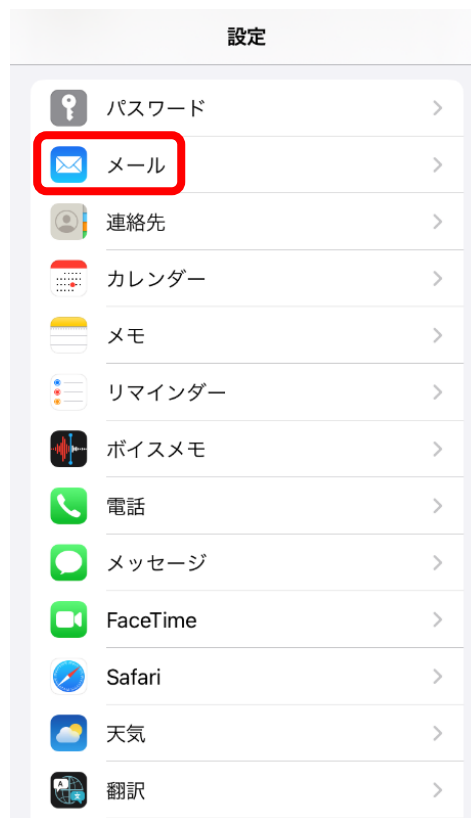 設定
パスワード
メール
連絡先
カレンダー
メモ
リマインダー
ボイスメモ
電話
メッセージ
FaceTime
Safari
天気
翻訳